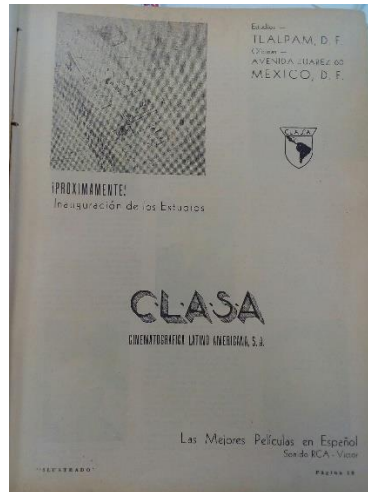 Estudios —
TLALPAM, D. F.
Oficinas —
AVENIDA JUAREZ 60
MEXICO, D. F.
C.L.A.S.A.
¡PROXIMAMENTE!
Inauguración de los Estudios
C·L·A·S·A
CINEMATOGRAFICA LATINO AMERICANA, S. A.
Las Mejores Películas en Español
Sonido RCA - Victor
"ILUSTRADO"
PAGINA